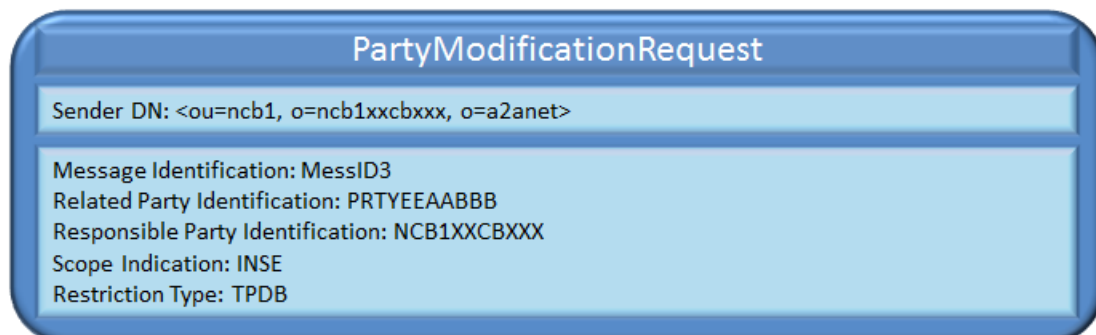 PartyModificationRequest
Sender DN: <ou=ncb1, o=ncb1xxcbxxx, o=a2anet>
Message Identification: MessID3
Related Party Identification: PRTYEEAABBB
Responsible Party Identification: NCB1XXCBXXX
Scope Indication: INSE
Restriction Type: TPDB